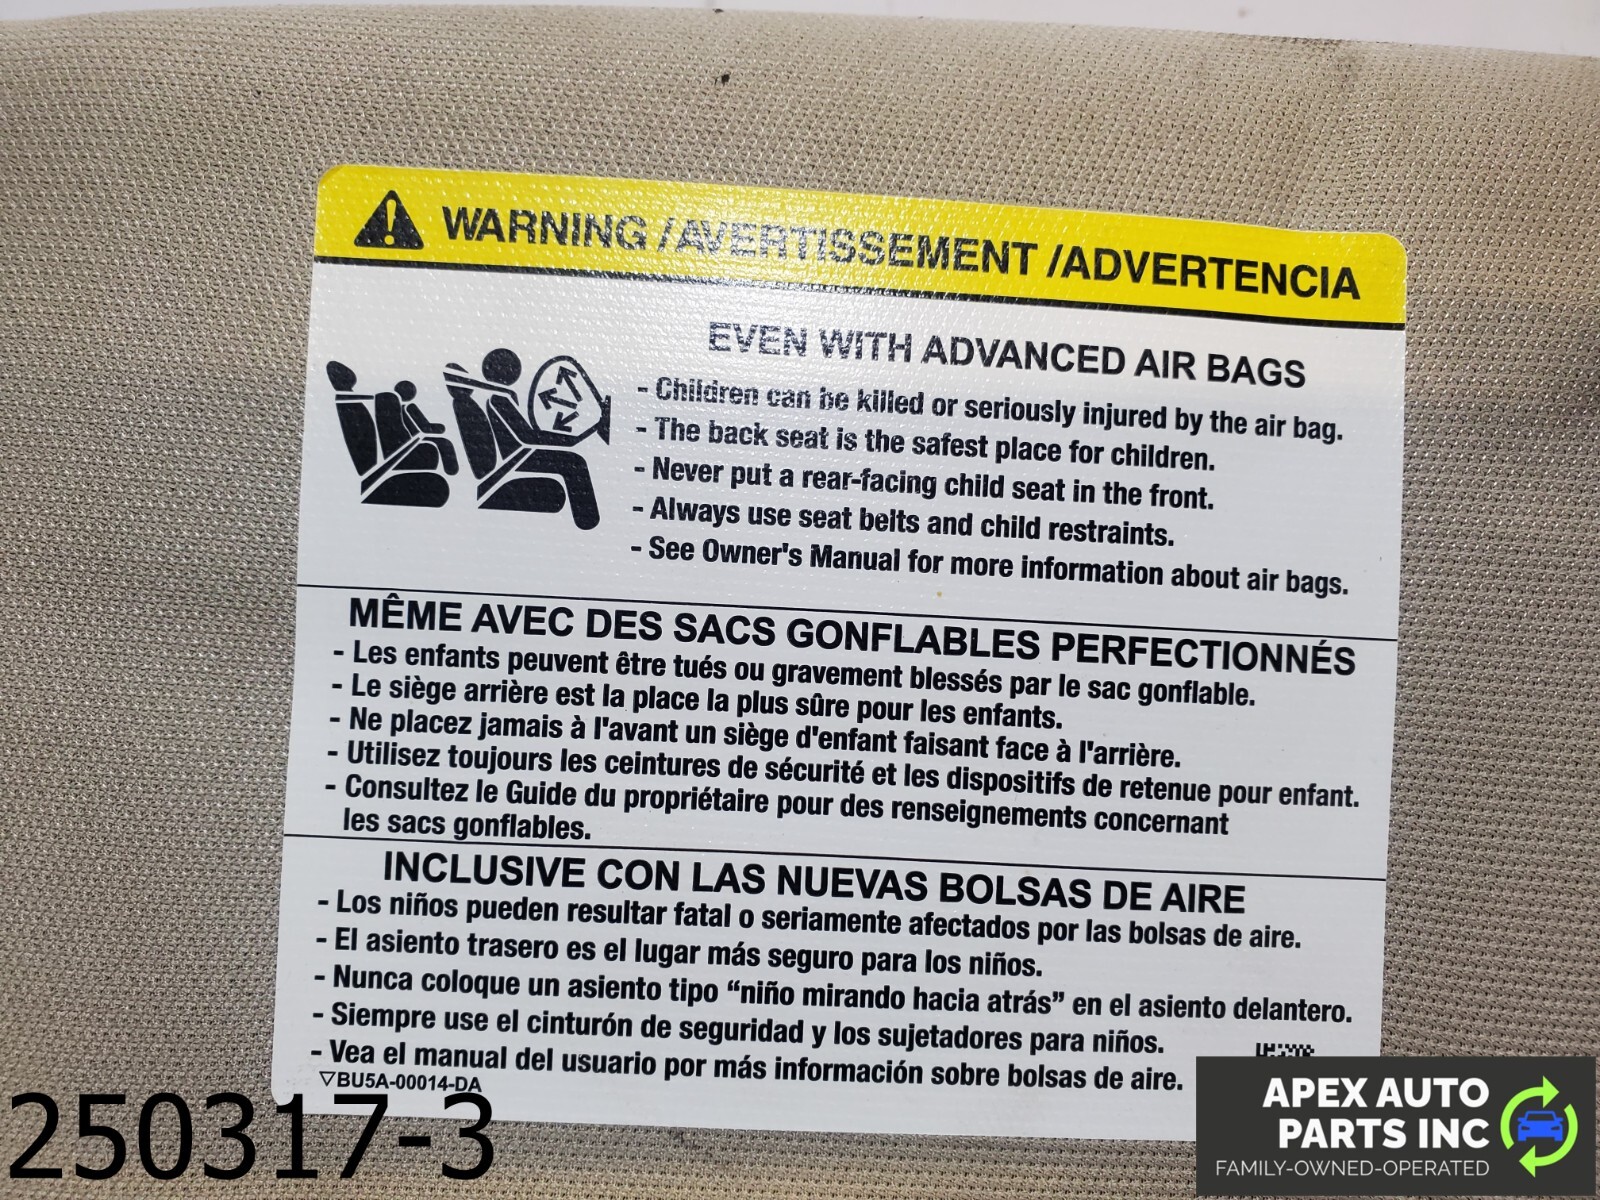 WARNING /AVERTISSEMENT /ADVERTENCIA
EVEN WITH ADVANCED AIR BAGS
- Children can be killed or seriously injured by the air bag.
- The back seat is the safest place for children.
- Never put a rear-facing child seat in the front.
- Always use seat belts and child restraints.
- See Owner's Manual for more information about air bags.
MÊME AVEC DES SACS GONFLABLES PERFECTIONNÉS
- Les enfants peuvent être tués ou gravement blessés par le sac gonflable.
- Le siège arrière est la place la plus sûre pour les enfants.
- Ne placez jamais à l'avant un siège d'enfant faisant face à l'arrière.
- Utilisez toujours les ceintures de sécurité et les dispositifs de retenue pour enfant.
- Consultez le Guide du propriétaire pour des renseignements concernant
les sacs gonflables.
INCLUSIVE CON LAS NUEVAS BOLSAS DE AIRE
- Los niños pueden resultar fatal o seriamente afectados por las bolsas de aire.
- El asiento trasero es el lugar más seguro para los niños.
- Nunca coloque un asiento tipo “niño mirando hacia atrás” en el asiento delantero.
- Siempre use el cinturón de seguridad y los sujetadores para niños.
- Vea el manual del usuario por más información sobre bolsas de aire.
▽BU5A-00014-DA
250317-3
APEX AUTO
PARTS INC
FAMILY-OWNED-OPERATED